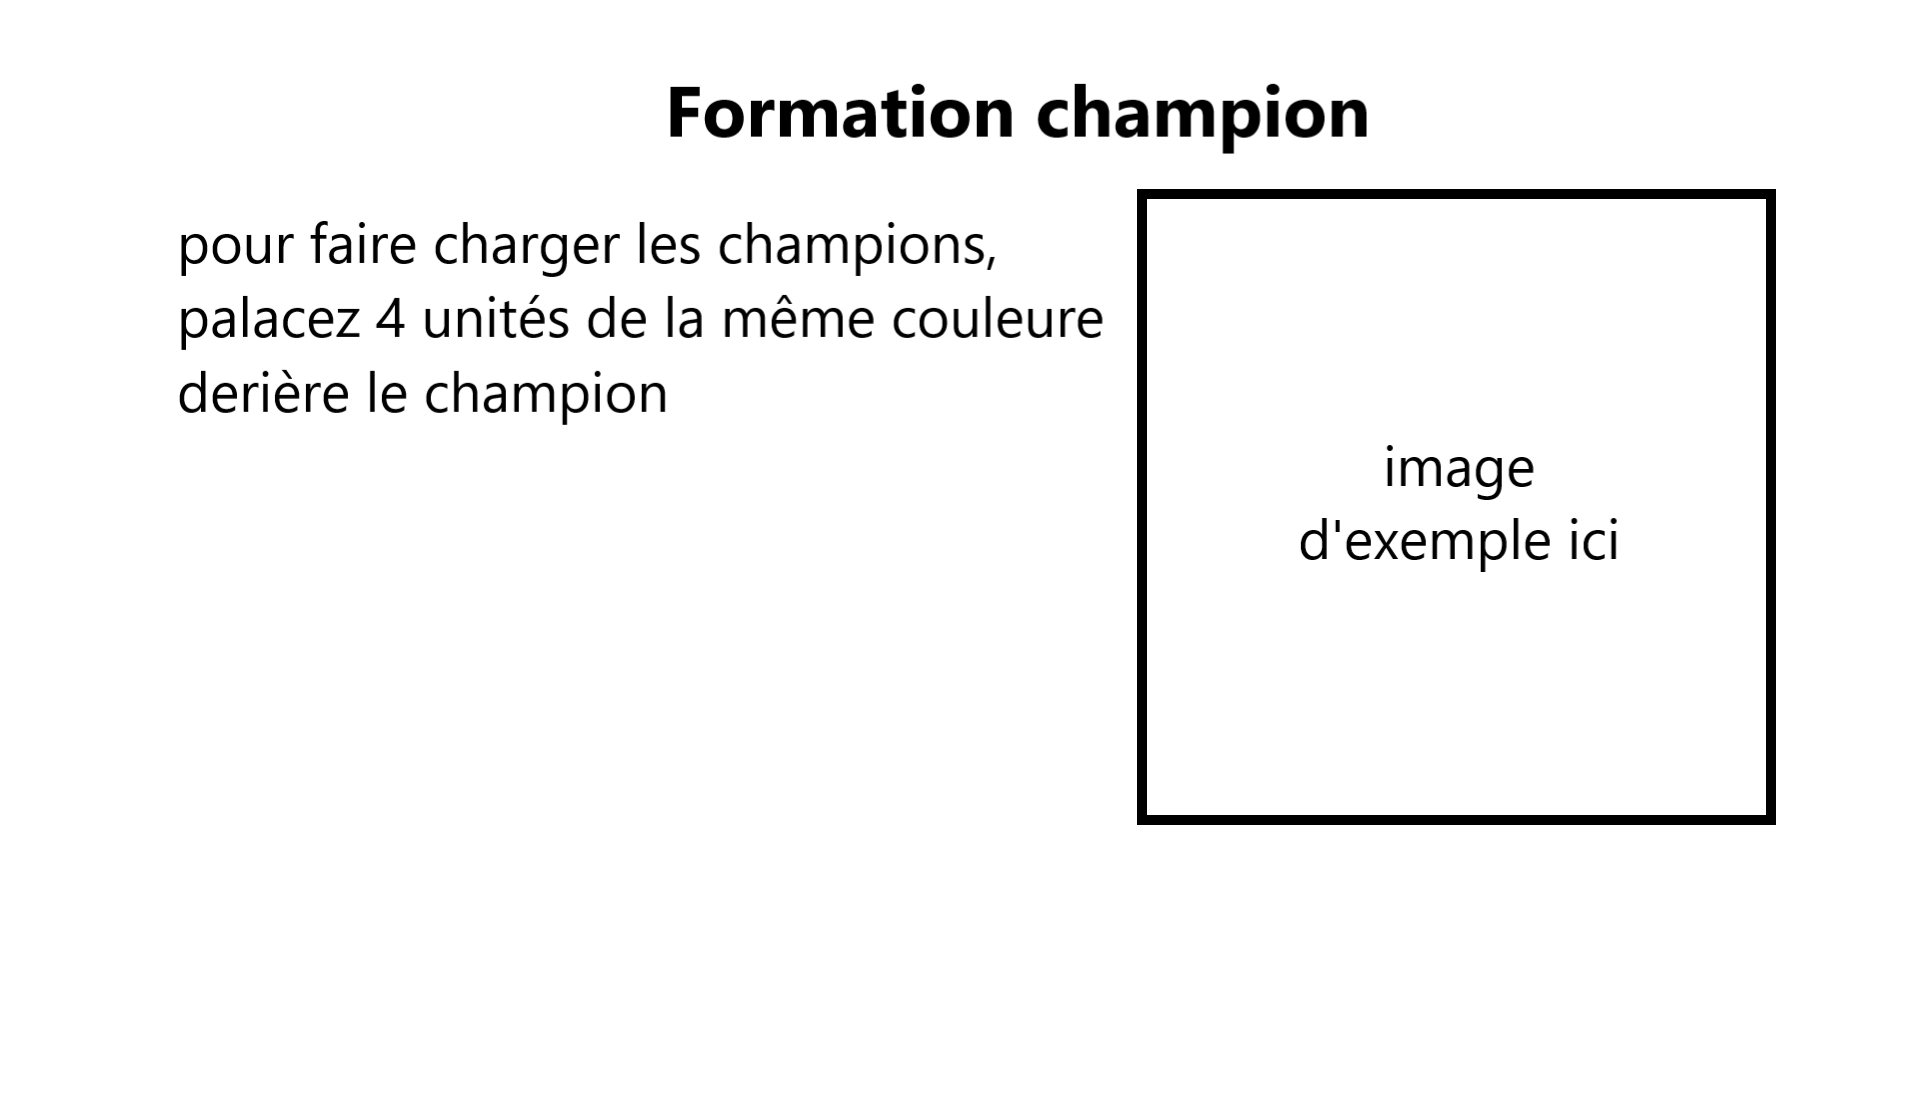 Formation champion
pour faire charger les champions,
palacez 4 unités de la même couleure
derière le champion
image
d'exemple ici